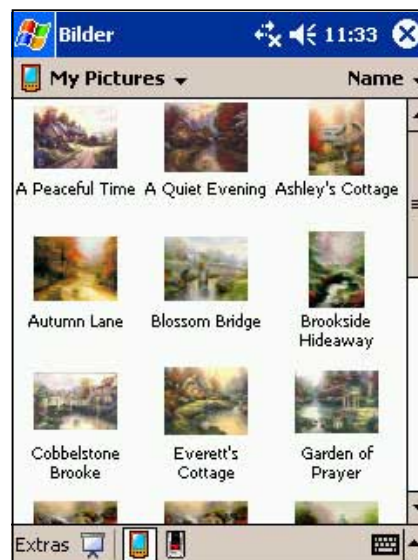 Bilder 11:33
My Pictures Name
A Peaceful Time A Quiet Evening Ashley's Cottage
Autumn Lane Blossom Bridge Brookside
Hideaway
Cobbelstone Everett's Garden of
Brooke Cottage Prayer
Extras